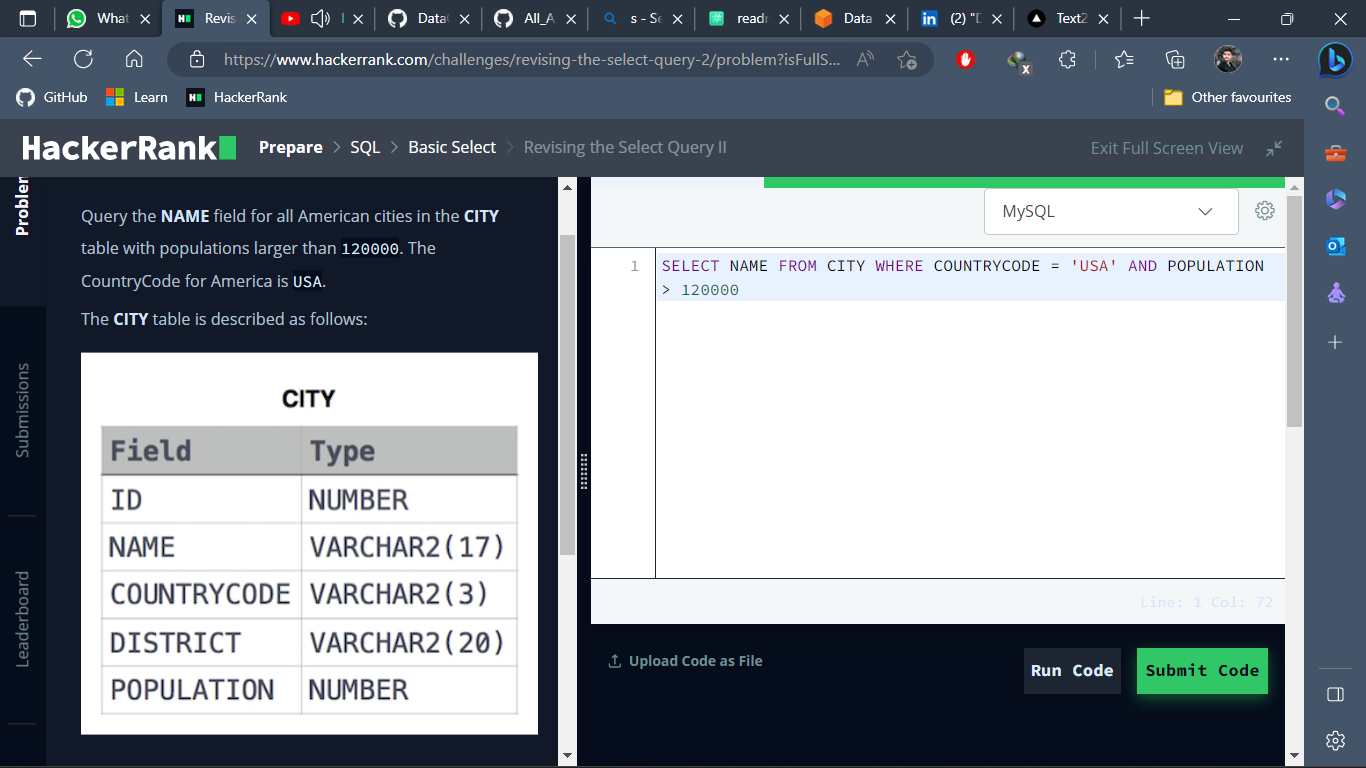 What
Revis
I
Data
All_A
s - Se
readr
Data
(2) "D
Text2
https://www.hackerrank.com/challenges/revising-the-select-query-2/problem?isFullS...
GitHub
Learn
HackerRank
Other favourites
HackerRank
Prepare > SQL > Basic Select > Revising the Select Query II
Exit Full Screen View
Problem
Submissions
Leaderboard
Query the NAME field for all American cities in the CITY
table with populations larger than 120000. The
CountryCode for America is USA.
The CITY table is described as follows:
CITY
Field Type
ID NUMBER
NAME VARCHAR2(17)
COUNTRYCODE VARCHAR2(3)
DISTRICT VARCHAR2(20)
POPULATION NUMBER
MySQL
1 SELECT NAME FROM CITY WHERE COUNTRYCODE = 'USA' AND POPULATION
> 120000
Line: 1 Col: 72
Upload Code as File
Run Code
Submit Code